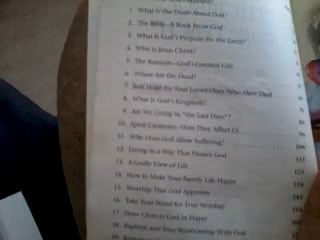 1 What Is the Truth About God?
2 The Bible—A Book From God
3 What Is God's Purpose for the Earth?
4 Who Is Jesus Christ?
5 The Ransom—God's Greatest Gift
6 Where Are the Dead?
7 Real Hope for Your Loved Ones Who Have Died
8 What Is God's Kingdom?
9 Are We Living in "the Last Days"?
10 Spirit Creatures—How They Affect Us 96
11 Why Does God Allow Suffering? 106
12 Living in a Way That Pleases God 115
13 A Godly View of Life 125
14 How to Make Your Family Life Happy
15 Worship That God Approves
16 Take Your Stand for True Worship
17 Draw Close to God in Prayer
18 Baptism and Your Relationship With God
19